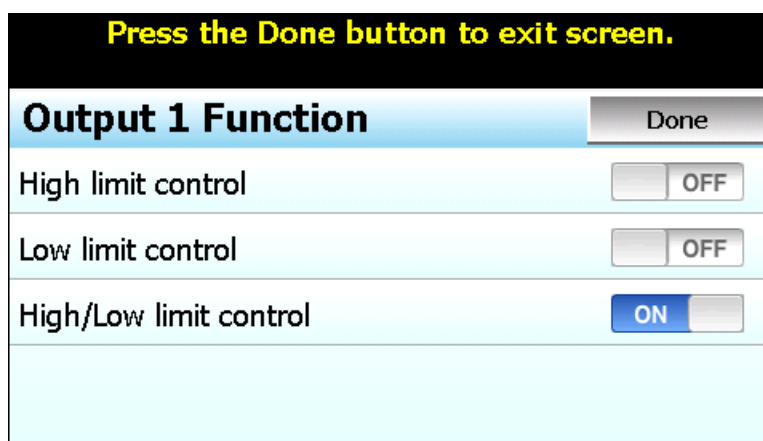 Press the Done button to exit screen.
Output 1 Function
Done
High limit control
OFF
Low limit control
OFF
High/Low limit control
ON